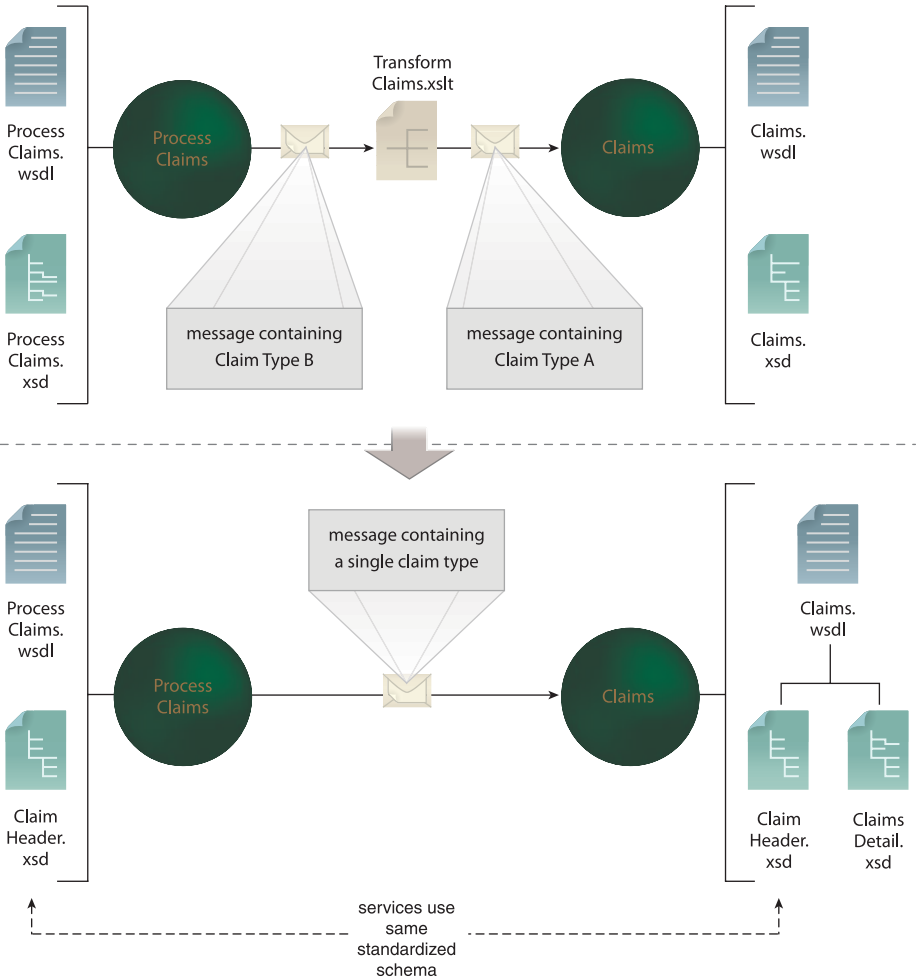 Process
Claims.
wsdl
Process
Claims.
xsd
Process
Claims
Transform
Claims.xslt
message containing
Claim Type B
message containing
Claim Type A
Claims
Claims.
wsdl
Claims.
xsd
Process
Claims.
wsdl
Claim
Header.
xsd
Process
Claims
message containing
a single claim type
Claims
Claims.
wsdl
Claim
Header.
xsd
Claims
Detail.
xsd
services use
same
standardized
schema